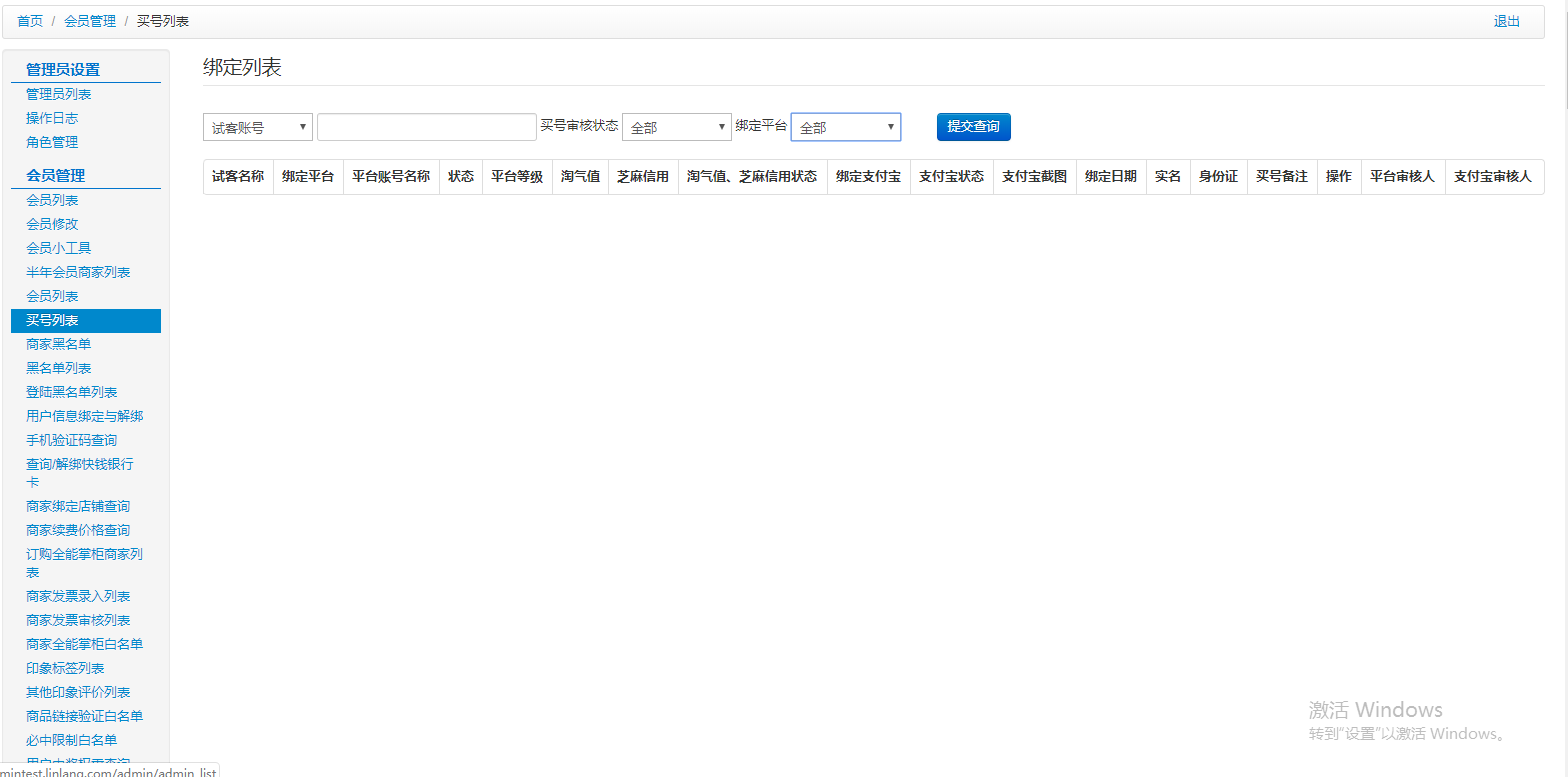 首页 / 会员管理 / 买号列表 退出
管理员设置
管理员列表
操作日志
角色管理
会员管理
会员列表
会员修改
会员小工具
半年会员商家列表
会员列表
买号列表
商家黑名单
黑名单列表
登陆黑名单列表
用户信息绑定与解绑
手机验证码查询
查询/解绑快钱银行
卡
商家绑定店铺查询
商家续费价格查询
订购全能掌柜商家列
表
商家发票录入列表
商家发票审核列表
商家全能掌柜白名单
印象标签列表
其他印象评价列表
商品链接验证白名单
必中限制白名单
用户中奖权重查询
mintest.linlang.com/admin/admin_list
绑定列表
试客账号 买号审核状态 全部 绑定平台 全部 提交查询
试客名称 绑定平台 平台账号名称 状态 平台等级 淘气值 芝麻信用 淘气值、芝麻信用状态 绑定支付宝 支付宝状态 支付宝截图 绑定日期 实名 身份证 买号备注 操作 平台审核人 支付宝审核人
激活 Windows
转到"设置"以激活 Windows。